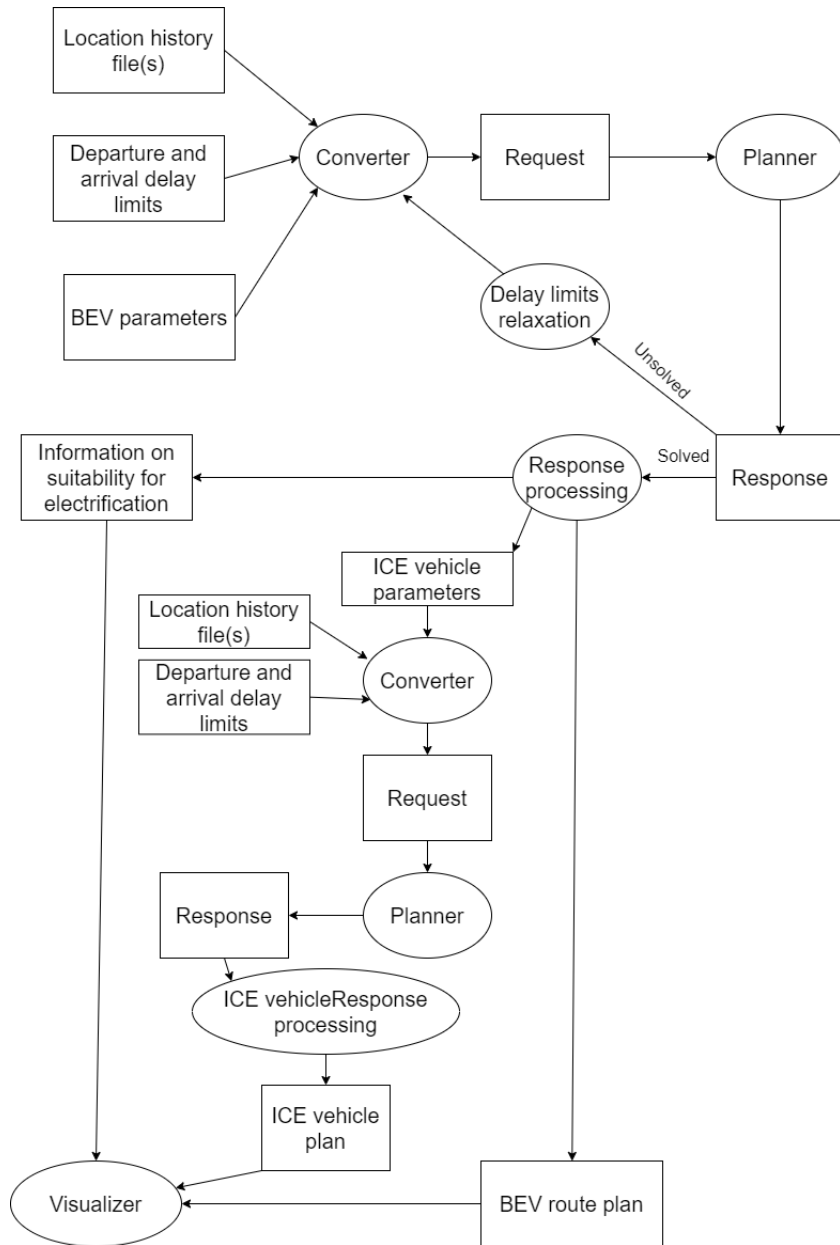 Location history
file(s)
Departure and
arrival delay
limits
BEV parameters
Converter
Request
Planner
Delay limits
relaxation
Unsolved
Response
Solved
Response
processing
Information on
suitability for
electrification
ICE vehicle
parameters
Location history
file(s)
Departure and
arrival delay
limits
Converter
Request
Planner
Response
ICE vehicleResponse
processing
ICE vehicle
plan
Visualizer
BEV route plan